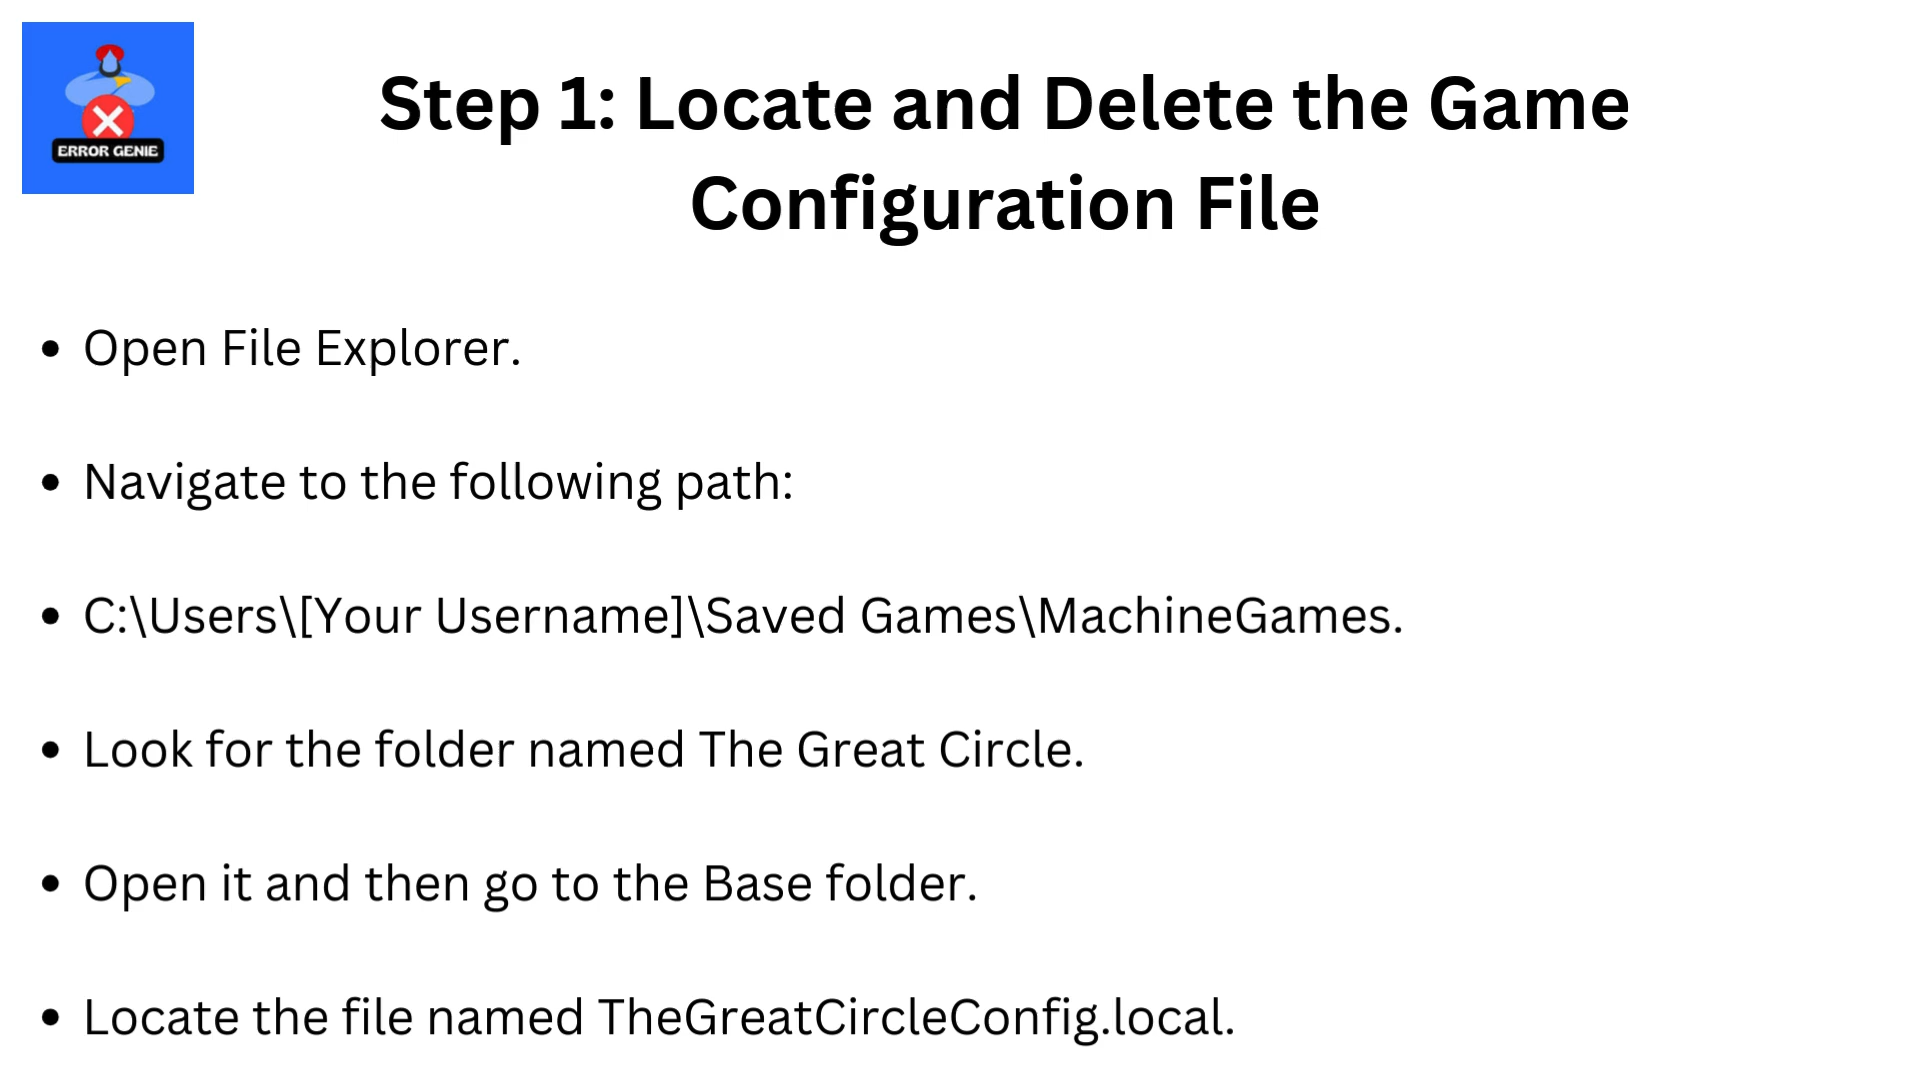 ERROR GENIE
Step 1: Locate and Delete the Game
Configuration File
• Open File Explorer.
• Navigate to the following path:
• C:\Users\[Your Username]\Saved Games\MachineGames.
• Look for the folder named The Great Circle.
• Open it and then go to the Base folder.
• Locate the file named TheGreatCircleConfig.local.